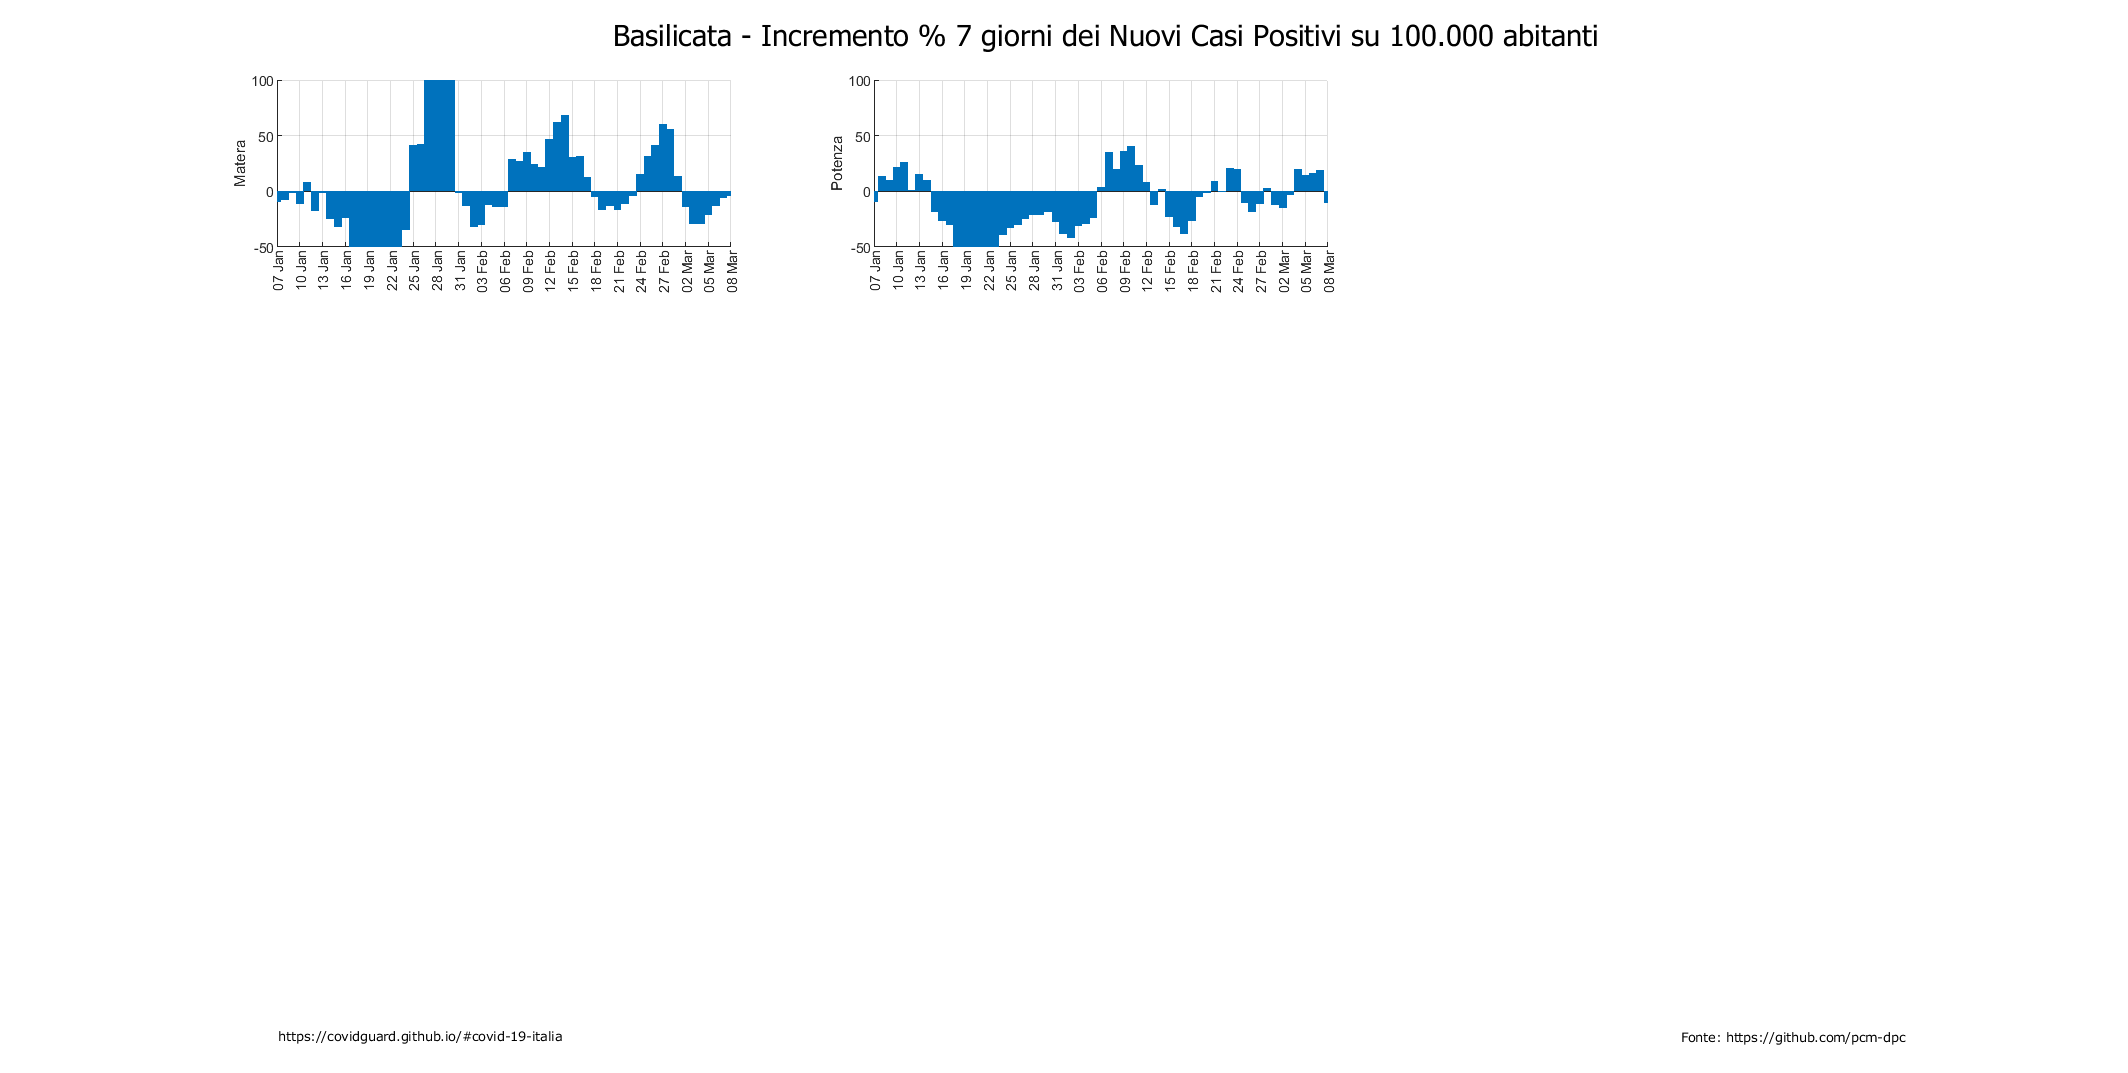 Basilicata - Incremento % 7 giorni dei Nuovi Casi Positivi su 100.000 abitanti
Matera
100
50
0
-50
07 Jan
10 Jan
13 Jan
16 Jan
19 Jan
22 Jan
25 Jan
28 Jan
31 Jan
03 Feb
06 Feb
09 Feb
12 Feb
15 Feb
18 Feb
21 Feb
24 Feb
27 Feb
02 Mar
05 Mar
08 Mar
Potenza
100
50
0
-50
07 Jan
10 Jan
13 Jan
16 Jan
19 Jan
22 Jan
25 Jan
28 Jan
31 Jan
03 Feb
06 Feb
09 Feb
12 Feb
15 Feb
18 Feb
21 Feb
24 Feb
27 Feb
02 Mar
05 Mar
08 Mar
https://covidguard.github.io/#covid-19-italia
Fonte: https://github.com/pcm-dpc